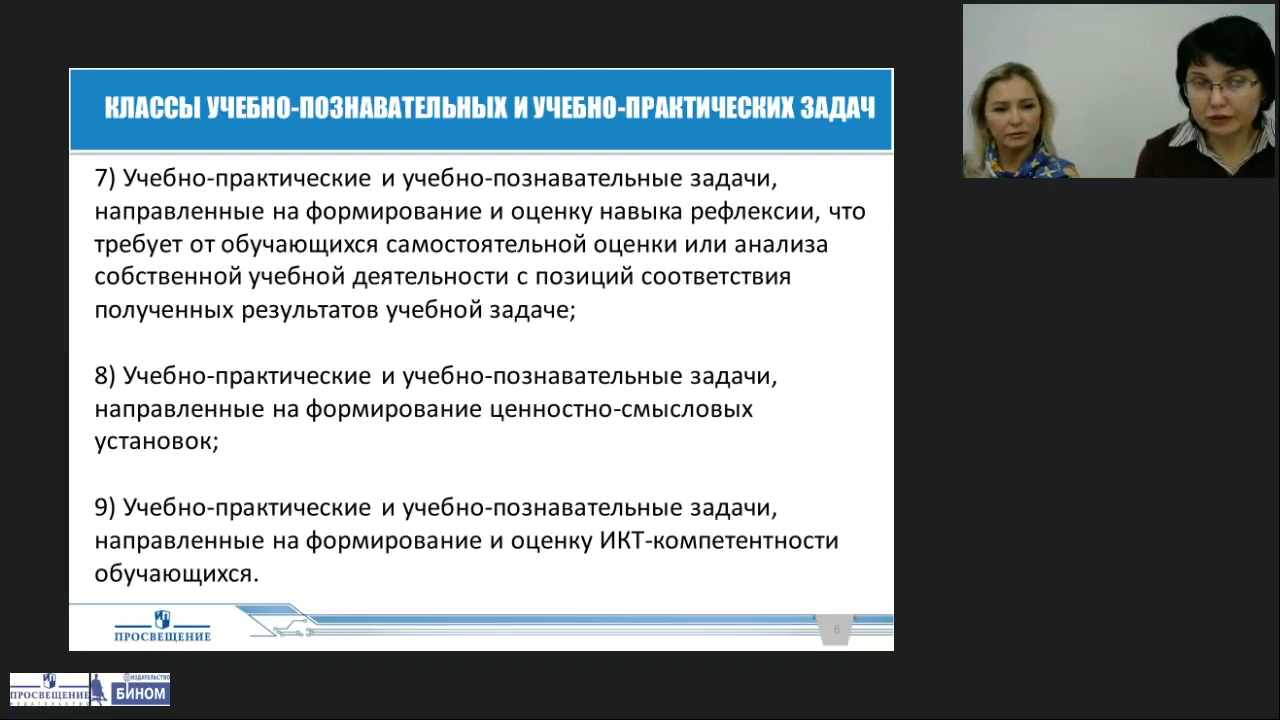 КЛАССЫ УЧЕБНО-ПОЗНАВАТЕЛЬНЫХ И УЧЕБНО-ПРАКТИЧЕСКИХ ЗАДАЧ
7) Учебно-практические и учебно-познавательные задачи,
направленные на формирование и оценку навыка рефлексии, что
требует от обучающихся самостоятельной оценки или анализа
собственной учебной деятельности с позиций соответствия
полученных результатов учебной задаче;
8) Учебно-практические и учебно-познавательные задачи,
направленные на формирование ценностно-смысловых
установок;
9) Учебно-практические и учебно-познавательные задачи,
направленные на формирование и оценку ИКТ-компетентности
обучающихся.
ПРОСВЕЩЕНИЕ
6
ПРОСВЕЩЕНИЕ
ИЗДАТЕЛЬСТВО
ИЗДАТЕЛЬСТВО
БИНОМ